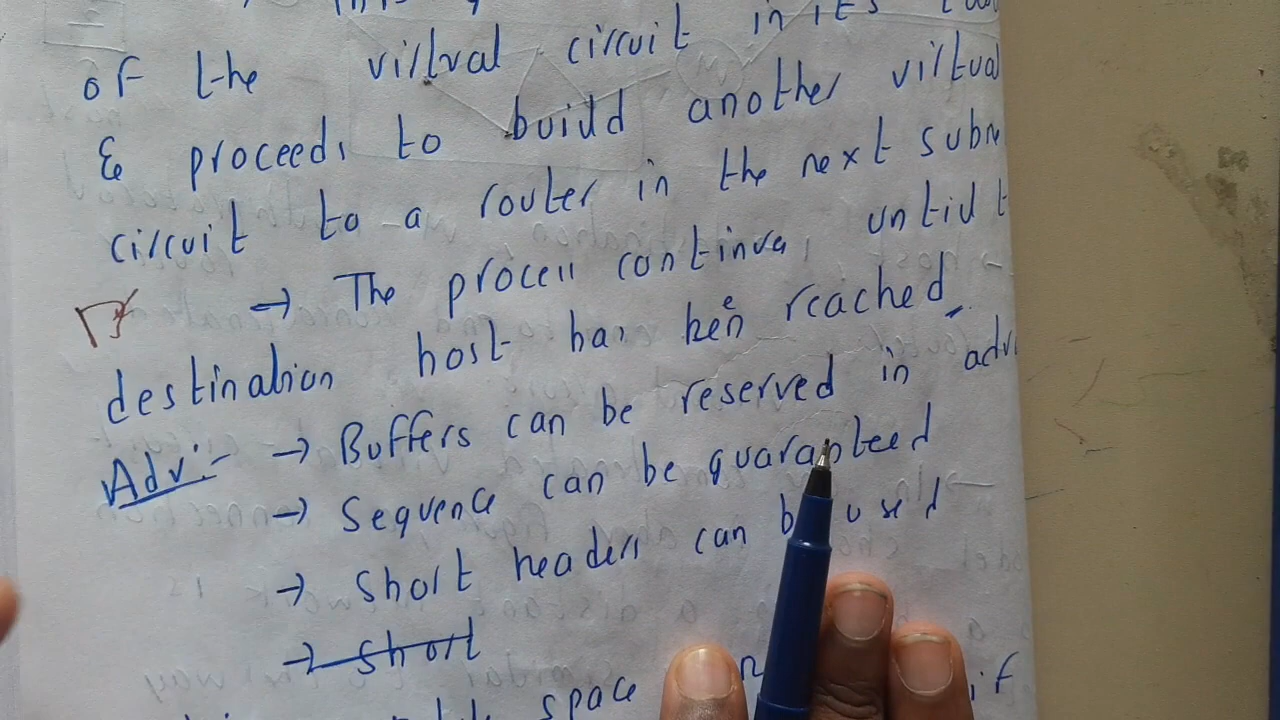 of the virtual circuit in its
& proceeds to build another virtual
circuit to a router in the next
→ The process continues until
destination host has been reached.
Adv:- → Buffers can be reserved in
→ Sequence can be guaranteed
→ Short headers can be used
→ Short
space if